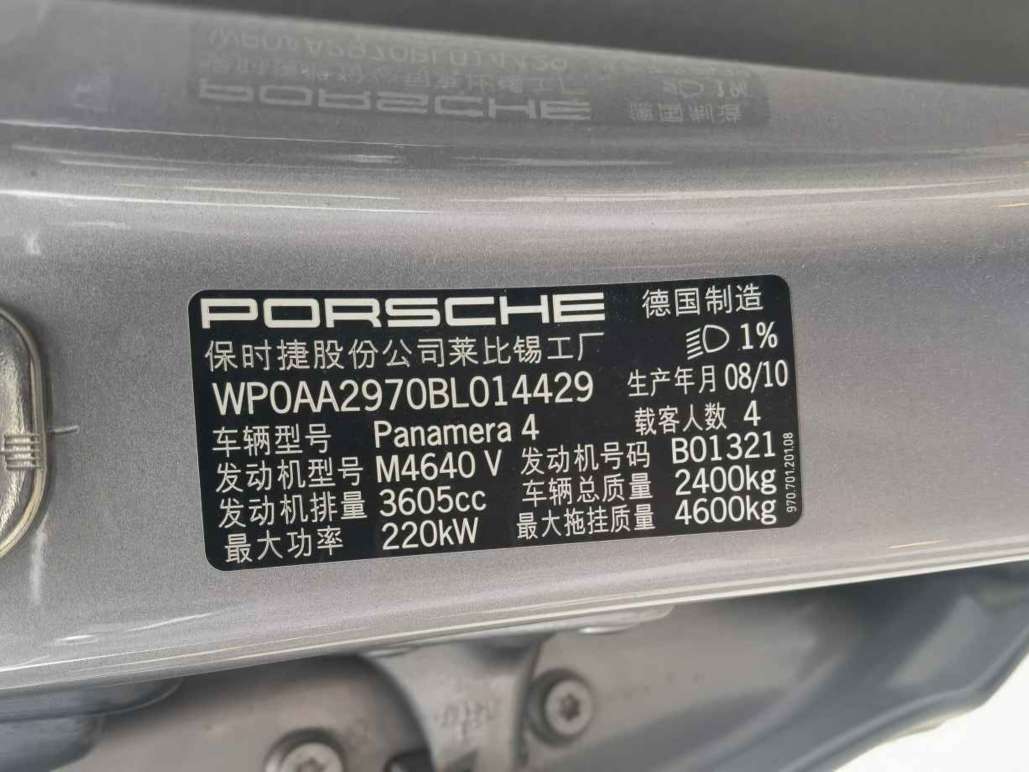 PORSCHE 德国制造
保时捷股份公司莱比锡工厂 1%
WP0AA2970BL014429 生产年月 08/10
载客人数 4
车辆型号 Panamera 4
发动机型号 M4640 V 发动机号码 B01321
发动机排量 3605cc 车辆总质量 2400kg
最大功率 220kW 最大拖挂质量 4600kg
970.701.201.08